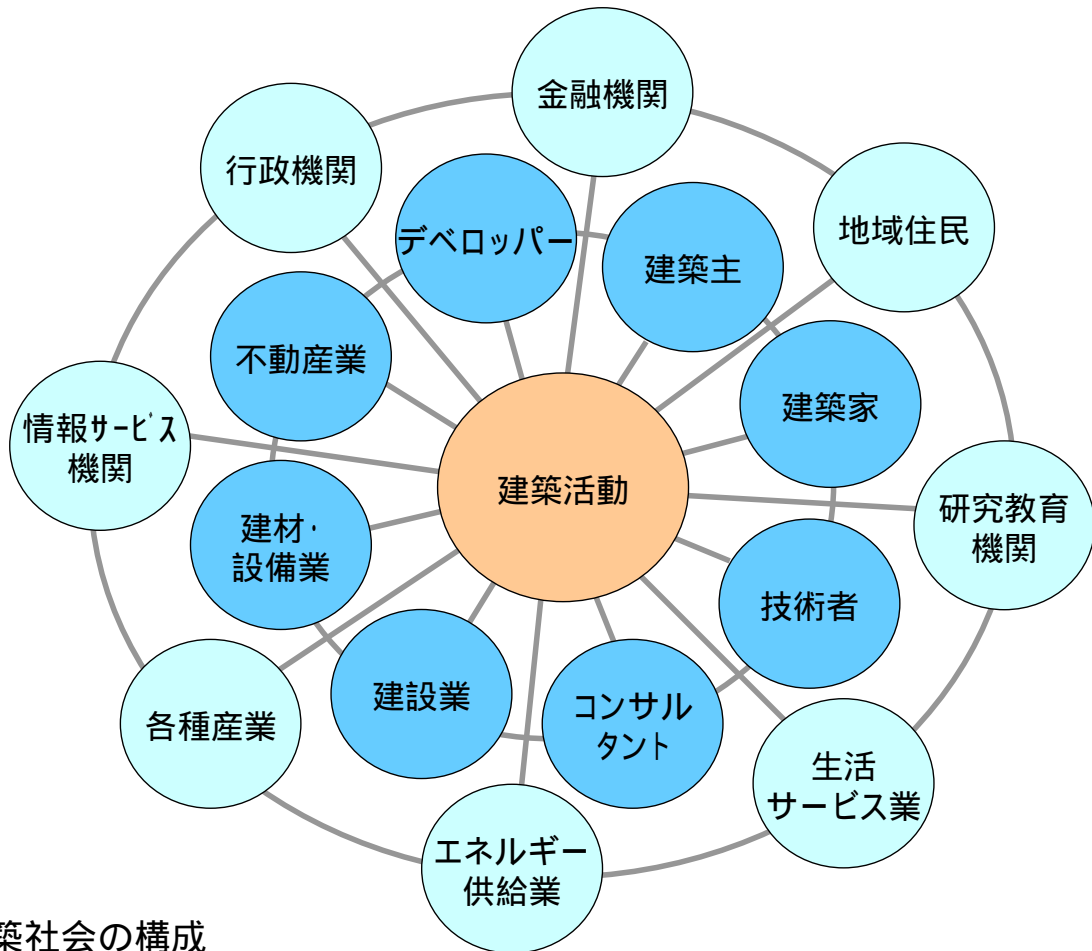 金融機関
行政機関
地域住民
デベロッパー
建築主
不動産業
建築家
情報サービス
機関
建築活動
研究教育
機関
建材・
設備業
技術者
建設業
コンサル
タント
各種産業
生活
サービス業
エネルギー
供給業
築社会の構成